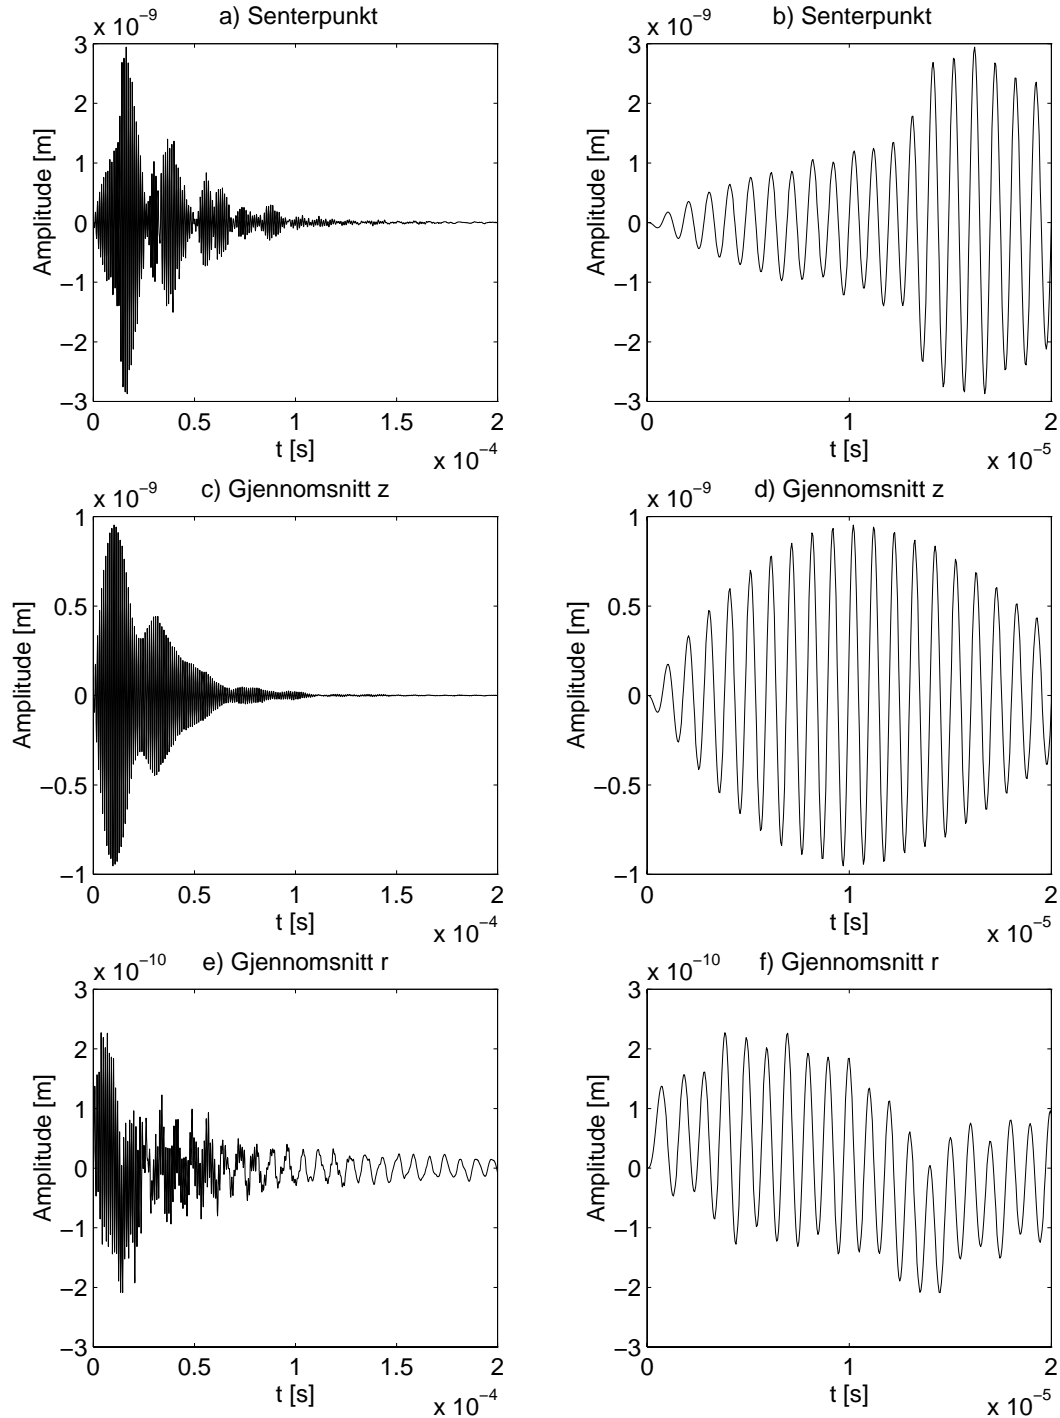 x 10⁻⁹ a) Senterpunkt
3
2
1
0
−1
−2
−3
Amplitude [m]
0 0.5 1 1.5 2
t [s] x 10⁻⁴
x 10⁻⁹ b) Senterpunkt
3
2
1
0
−1
−2
−3
Amplitude [m]
0 1 2
t [s] x 10⁻⁵
x 10⁻⁹ c) Gjennomsnitt z
1
0.5
0
−0.5
−1
Amplitude [m]
0 0.5 1 1.5 2
t [s] x 10⁻⁴
x 10⁻⁹ d) Gjennomsnitt z
1
0.5
0
−0.5
−1
Amplitude [m]
0 1 2
t [s] x 10⁻⁵
x 10⁻¹⁰ e) Gjennomsnitt r
3
2
1
0
−1
−2
−3
Amplitude [m]
0 0.5 1 1.5 2
t [s] x 10⁻⁴
x 10⁻¹⁰ f) Gjennomsnitt r
3
2
1
0
−1
−2
−3
Amplitude [m]
0 1 2
t [s] x 10⁻⁵